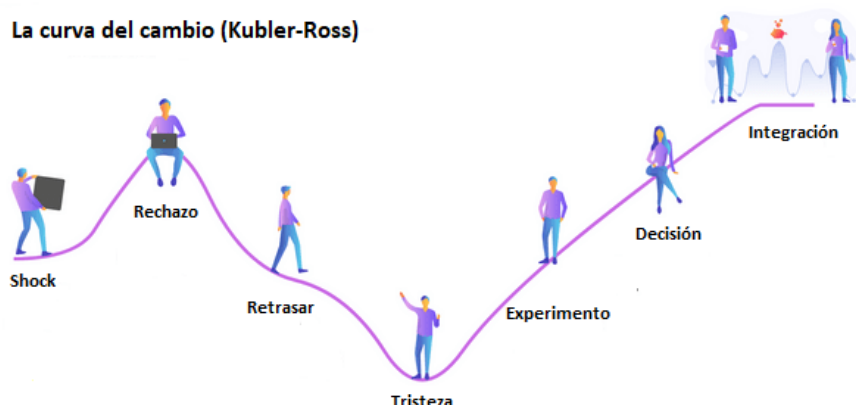 La curva del cambio (Kubler-Ross)
Shock
Rechazo
Retrasar
Tristeza
Experimento
Decisión
Integración